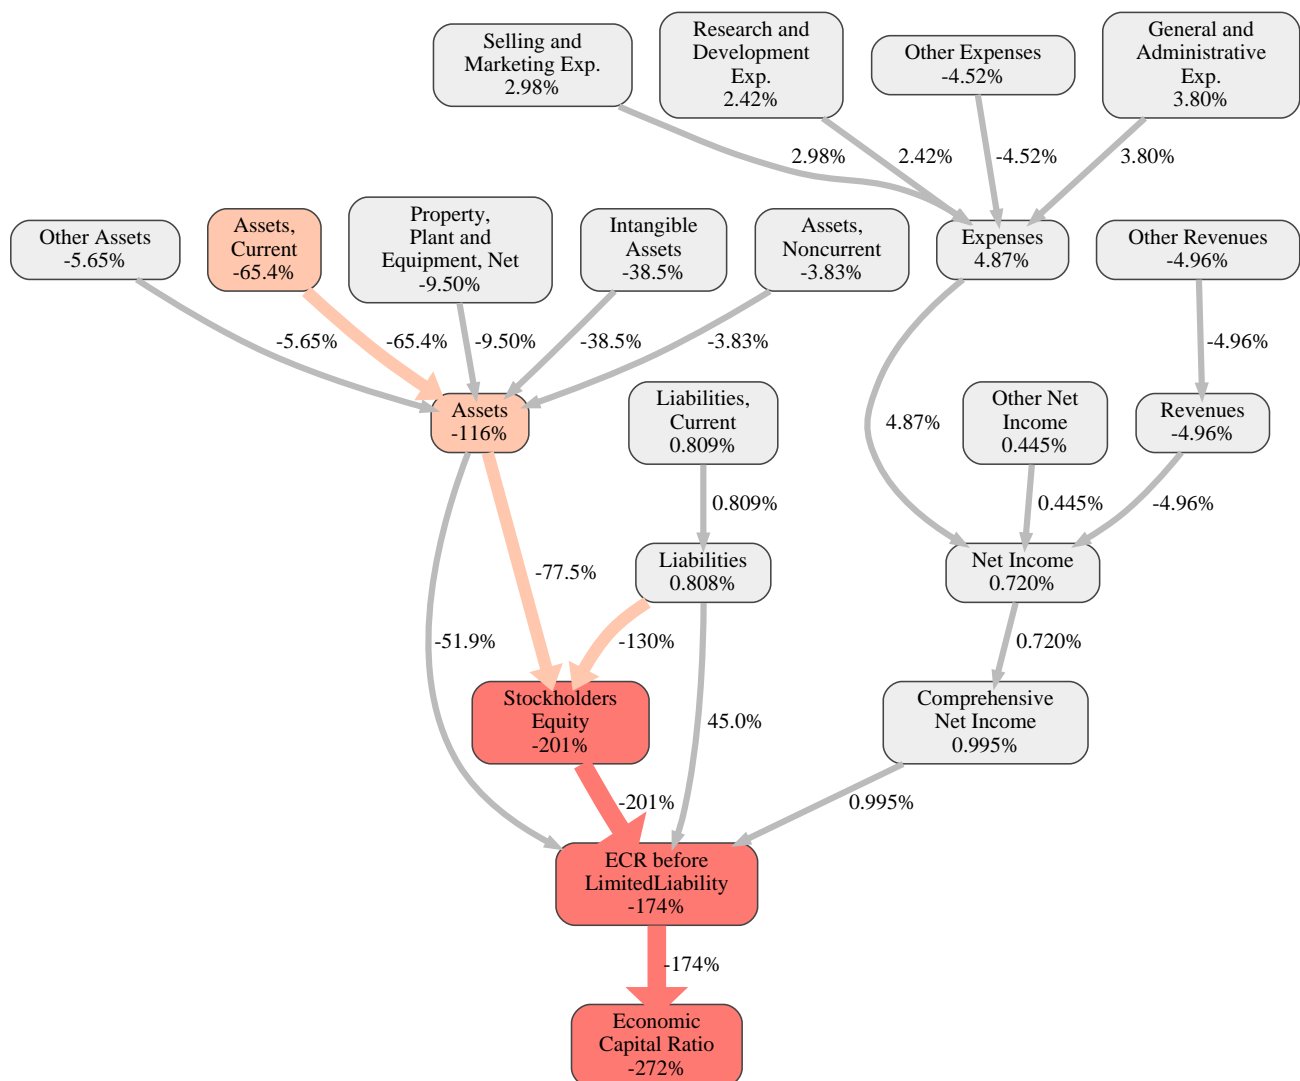 Selling and
Marketing Exp.
2.98%
Research and
Development
Exp.
2.42%
Other Expenses
-4.52%
General and
Administrative
Exp.
3.80%
2.98%
2.42%
-4.52%
3.80%
Other Assets
-5.65%
Assets,
Current
-65.4%
Property,
Plant and
Equipment, Net
-9.50%
Intangible
Assets
-38.5%
Assets,
Noncurrent
-3.83%
Expenses
4.87%
Other Revenues
-4.96%
-5.65%
-65.4%
-9.50%
-38.5%
-3.83%
-4.96%
Assets
-116%
Liabilities,
Current
0.809%
4.87%
Other Net
Income
0.445%
Revenues
-4.96%
0.809%
0.445%
-4.96%
-77.5%
Liabilities
0.808%
Net Income
0.720%
-51.9%
-130%
0.720%
Stockholders
Equity
-201%
45.0%
Comprehensive
Net Income
0.995%
-201%
0.995%
ECR before
LimitedLiability
-174%
-174%
Economic
Capital Ratio
-272%